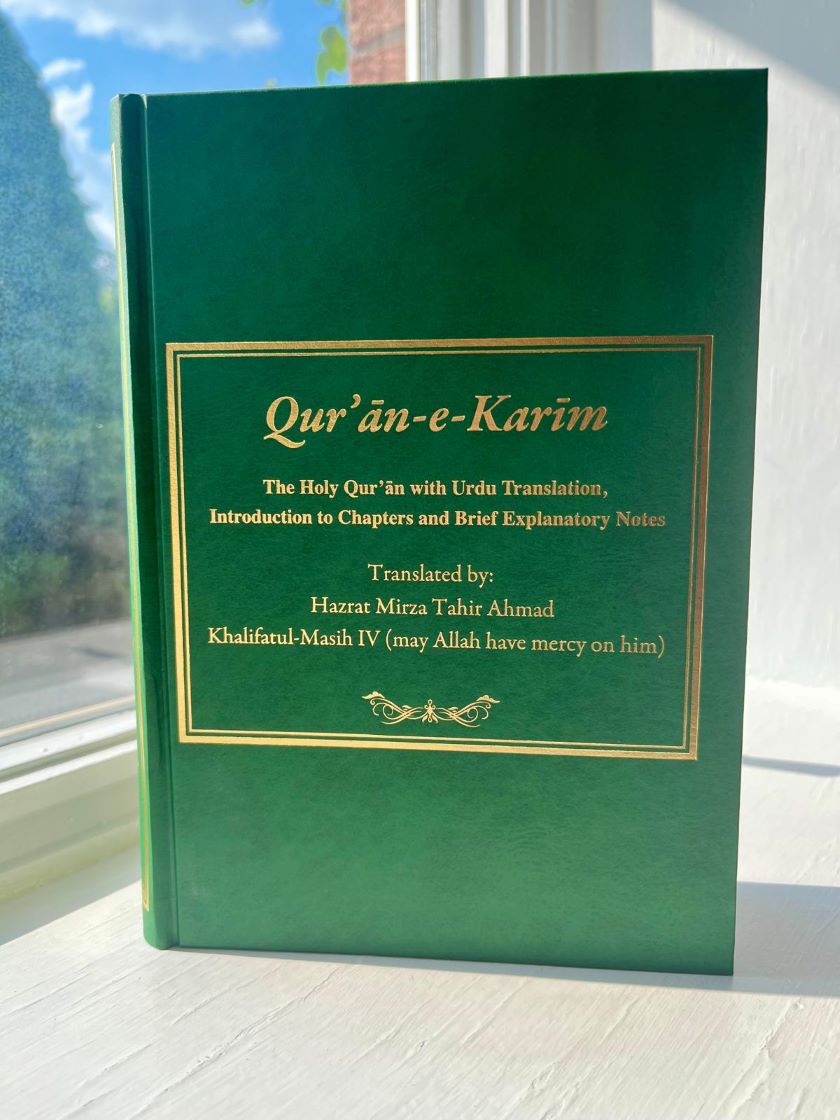 Qur’ān-e-Karīm
The Holy Qur’ān with Urdu Translation,
Introduction to Chapters and Brief Explanatory Notes
Translated by:
Hazrat Mirza Tahir Ahmad
Khalifatul-Masih IV (may Allah have mercy on him)